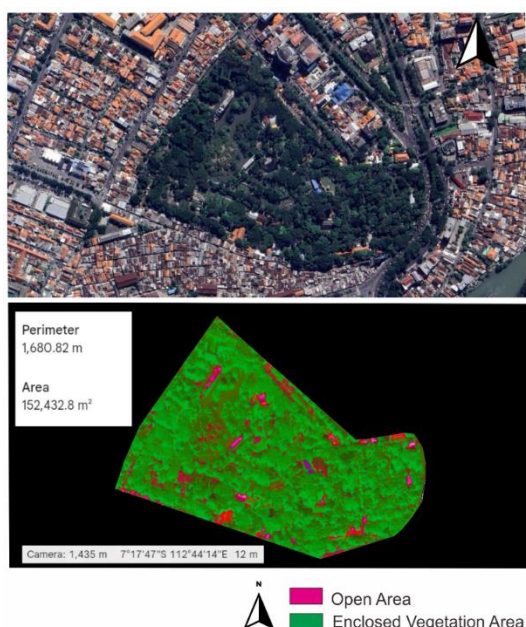 Perimeter
1,680.82 m
Area
152,432.8 m²
Camera: 1,435 m 7°17'47"S 112°44'14"E 12 m
N
Open Area
Enclosed Vegetation Area